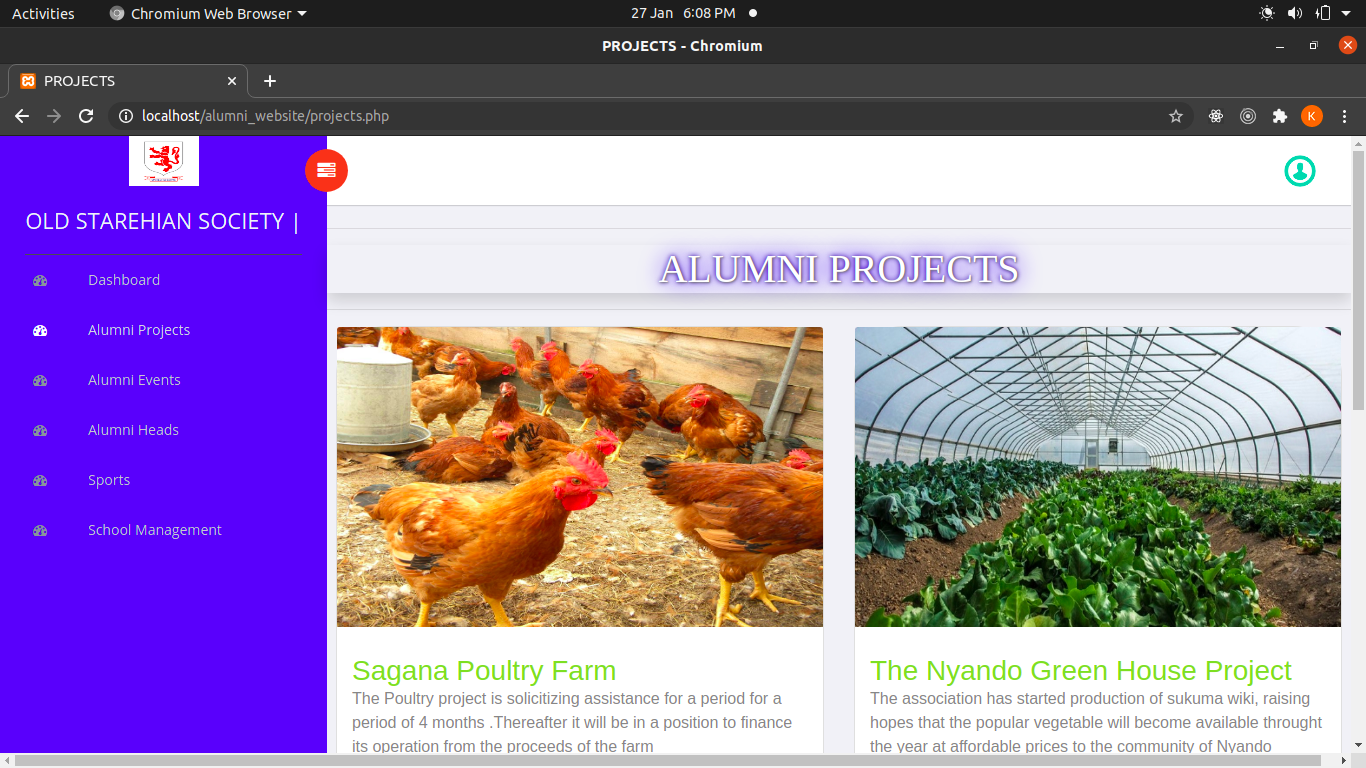 Activities
Chromium Web Browser
27 Jan 6:08 PM
PROJECTS - Chromium
PROJECTS
localhost/alumni_website/projects.php
K
OLD STAREHIAN SOCIETY |
Dashboard
Alumni Projects
Alumni Events
Alumni Heads
Sports
School Management
ALUMNI PROJECTS
Sagana Poultry Farm
The Poultry project is solicitizing assistance for a period for a
period of 4 months .Thereafter it will be in a position to finance
its operation from the proceeds of the farm
The Nyando Green House Project
The association has started production of sukuma wiki, raising
hopes that the popular vegetable will become available throught
the year at affordable prices to the community of Nyando